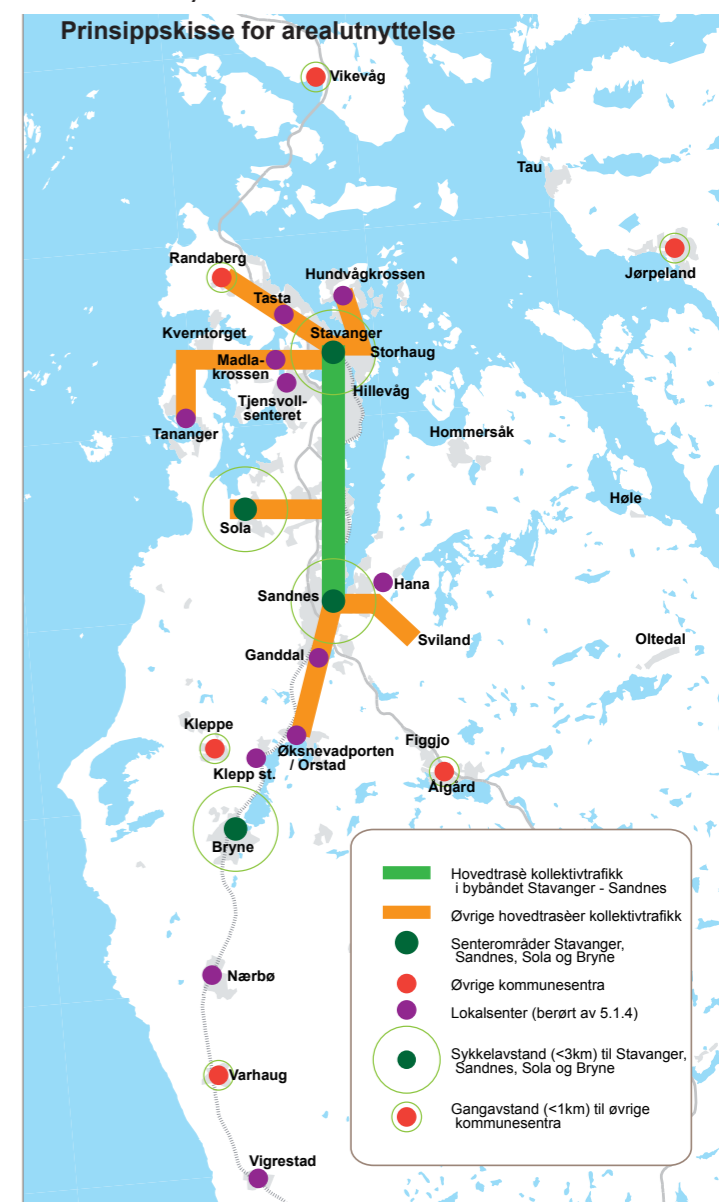 Prinsippskisse for arealutnyttelse
Vikevåg
Tau
Randaberg
Jørpeland
Hundvågkrossen
Tasta
Kverntorget
Stavanger
Storhaug
Madla-
krossen
Hillevåg
Tjensvoll-
senteret
Tananger
Hommersåk
Høle
Sola
Hana
Sandnes
Sviland
Oltedal
Ganddal
Kleppe
Figgjo
Øksnevadporten
/ Orstad
Klepp st.
Ålgård
Bryne
Hovedtrasè kollektivtrafikk
i bybåndet Stavanger - Sandnes
Øvrige hovedtrasèer kollektivtrafikk
Senterområder Stavanger,
Sandnes, Sola og Bryne
Øvrige kommunesentra
Lokalsenter (berørt av 5.1.4)
Sykkelavstand (<3km) til Stavanger,
Sandnes, Sola og Bryne
Gangavstand (<1km) til øvrige
kommunesentra
Nærbø
Varhaug
Vigrestad